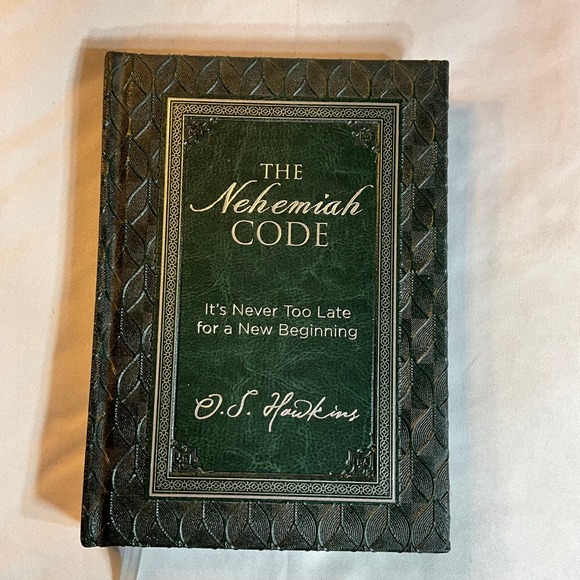 THE
Nehemiah
CODE
It's Never Too Late
for a New Beginning
O.S. Hawkins